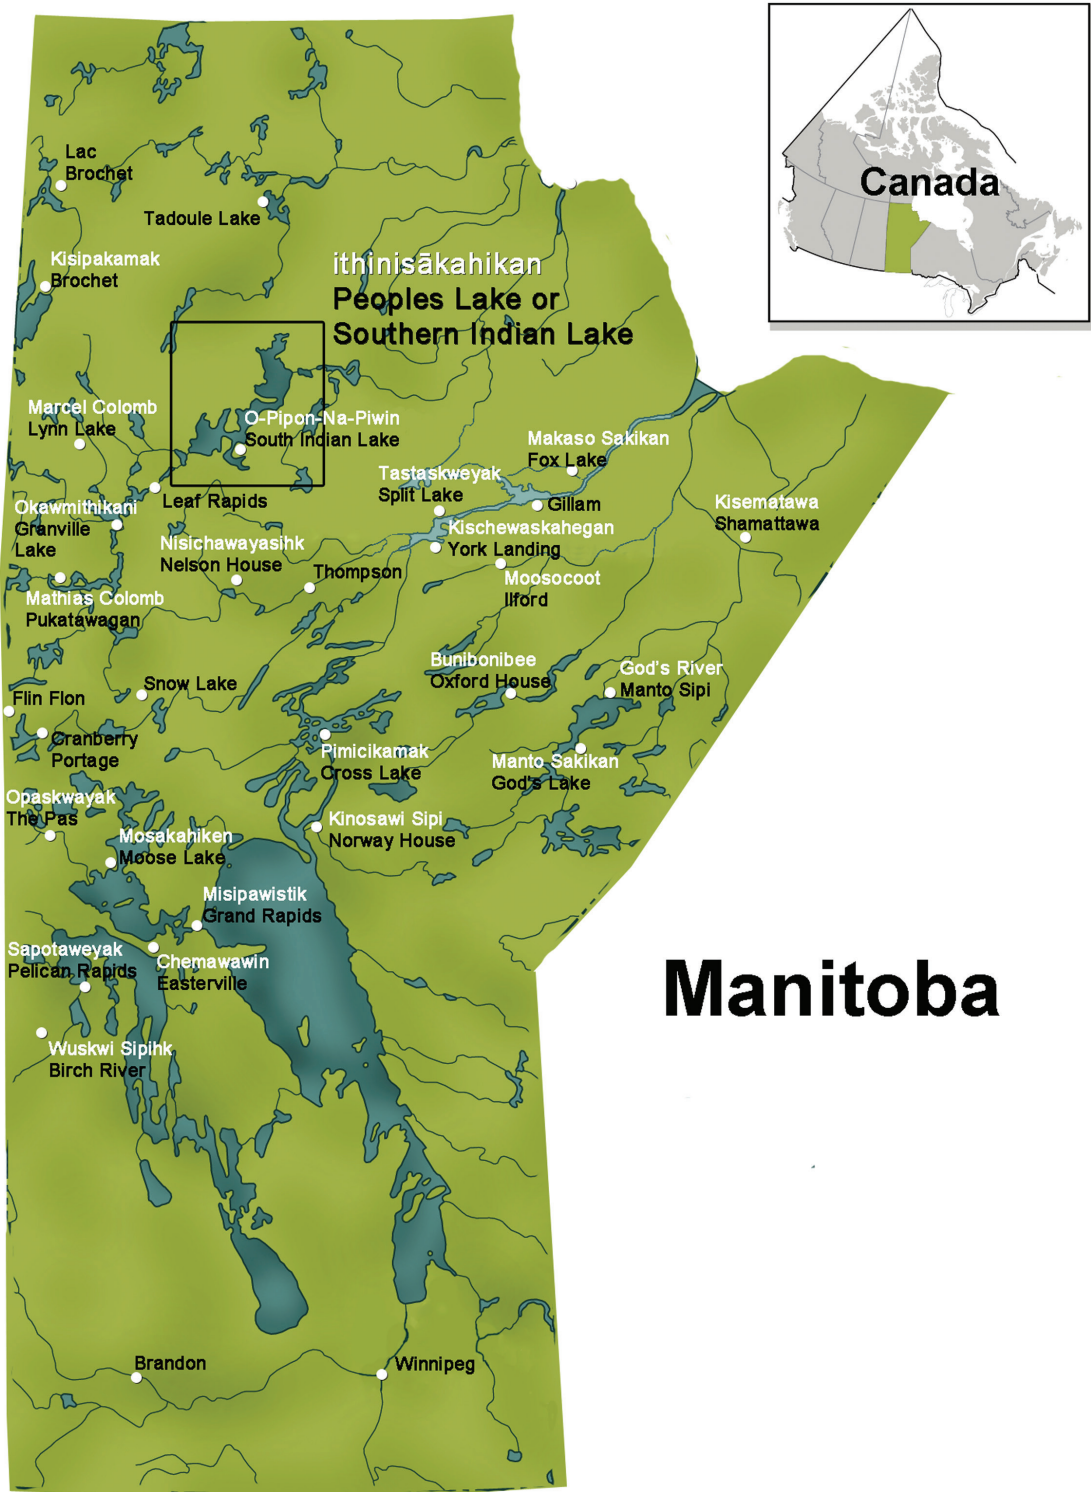 Canada
Lac
Brochet
Tadoule Lake
Kisipakamak
Brochet
ithinisākahikan
Peoples Lake or
Southern Indian Lake
Marcel Colomb
Lynn Lake
O-Pipon-Na-Piwin
South Indian Lake
Makaso Sakikan
Fox Lake
Tastaskweyak
Split Lake
Leaf Rapids
Gillam
Kisematawa
Shamattawa
Okawmithikani
Granville
Lake
Kischewaskahegan
York Landing
Nisichawayasihk
Nelson House
Thompson
Moosocoot
Ilford
Mathias Colomb
Pukatawagan
Bunibonibee
Oxford House
God's River
Manto Sipi
Snow Lake
Flin Flon
Cranberry
Portage
Pimicikamak
Cross Lake
Manto Sakikan
God's Lake
Opaskwayak
The Pas
Kinosawi Sipi
Norway House
Mosakahiken
Moose Lake
Misipawistik
Grand Rapids
Sapotaweyak
Pelican Rapids
Chemawawin
Easterville
Manitoba
Wuskwi Sipihk
Birch River
Brandon
Winnipeg